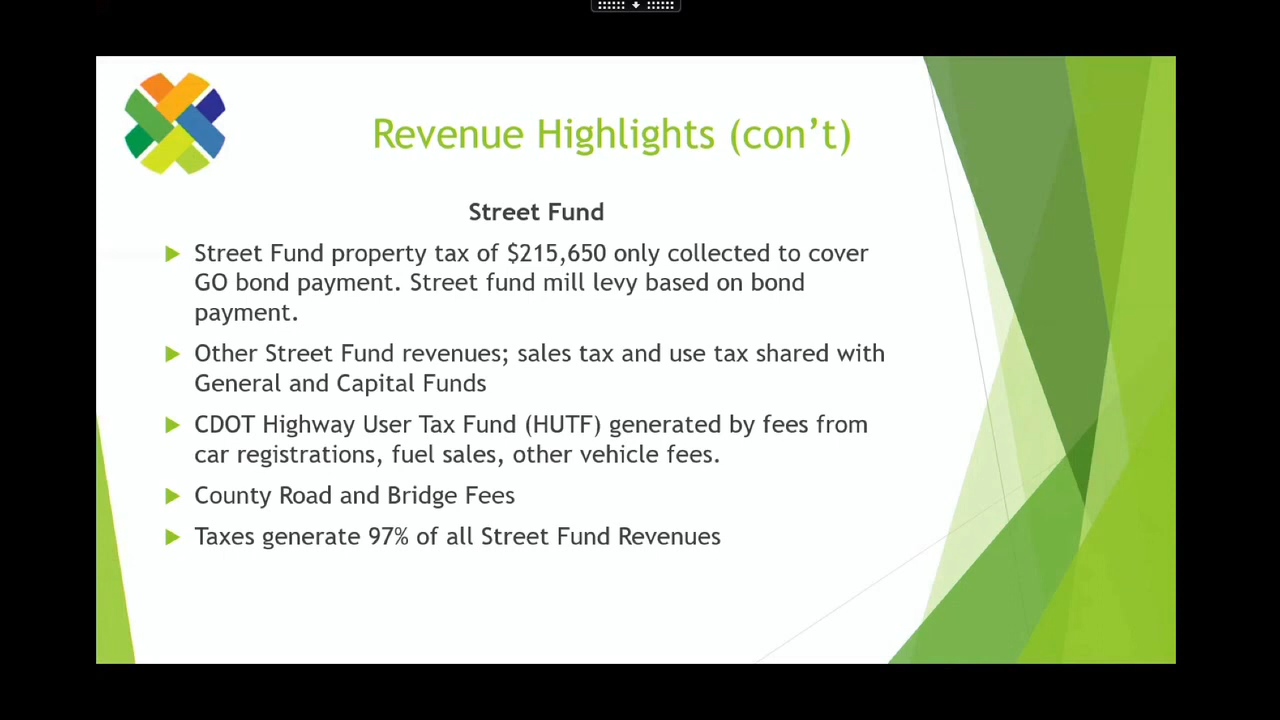 Revenue Highlights (con’t)
Street Fund
Street Fund property tax of $215,650 only collected to cover
GO bond payment. Street fund mill levy based on bond
payment.
Other Street Fund revenues; sales tax and use tax shared with
General and Capital Funds
CDOT Highway User Tax Fund (HUTF) generated by fees from
car registrations, fuel sales, other vehicle fees.
County Road and Bridge Fees
Taxes generate 97% of all Street Fund Revenues